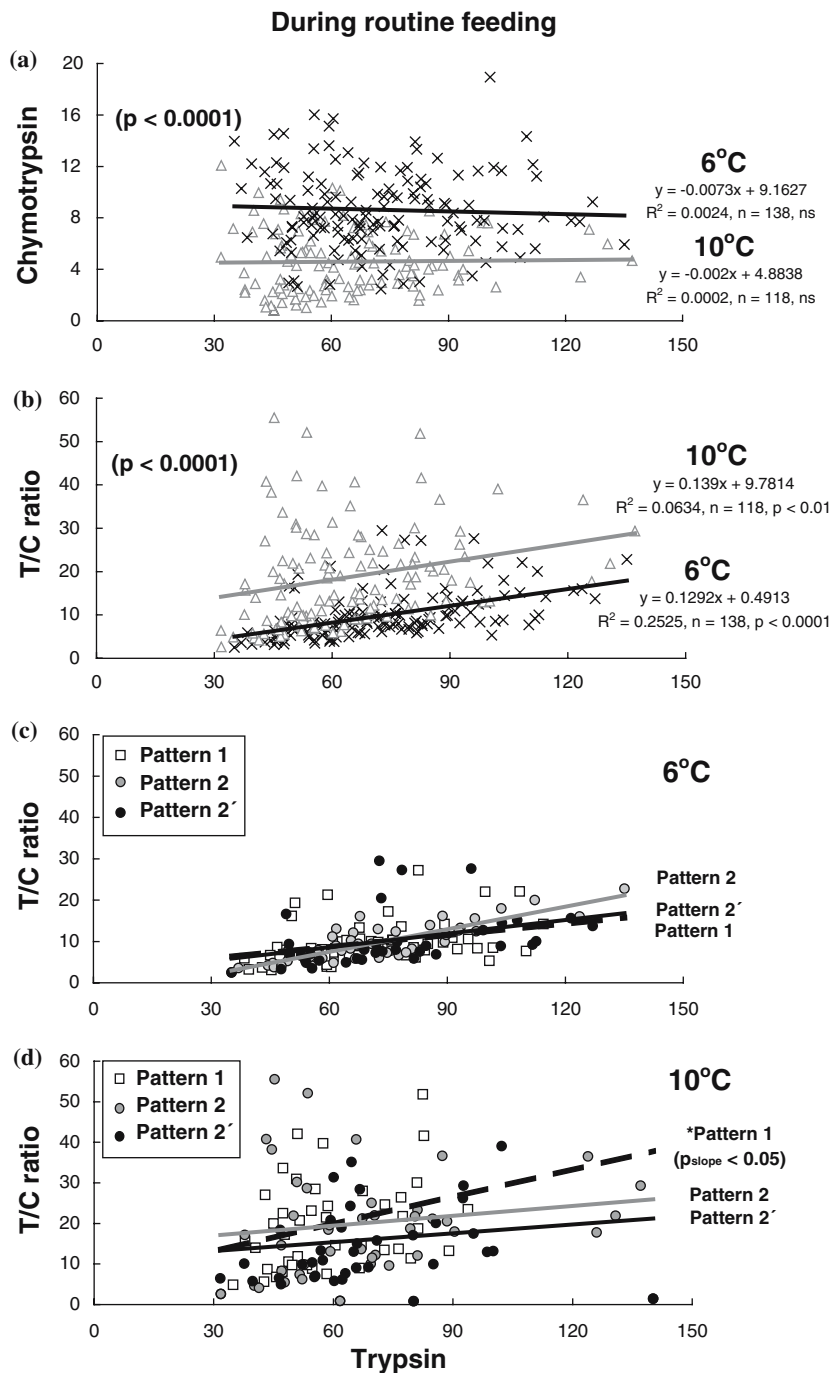 During routine feeding
(a)
20
16
12
8
4
0
Chymotrypsin
(p < 0.0001)
6°C
y = -0.0073x + 9.1627
R² = 0.0024, n = 138, ns
10°C
y = -0.002x + 4.8838
R² = 0.0002, n = 118, ns
0 30 60 90 120 150
(b)
60
50
40
30
20
10
0
T/C ratio
(p < 0.0001)
10°C
y = 0.139x + 9.7814
R² = 0.0634, n = 118, p < 0.01
6°C
y = 0.1292x + 0.4913
R² = 0.2525, n = 138, p < 0.0001
0 30 60 90 120 150
(c)
60
50
40
30
20
10
0
T/C ratio
Pattern 1
Pattern 2
Pattern 2´
6°C
Pattern 2
Pattern 2´
Pattern 1
0 30 60 90 120 150
(d)
60
50
40
30
20
10
0
T/C ratio
Pattern 1
Pattern 2
Pattern 2´
10°C
*Pattern 1
(pslope < 0.05)
Pattern 2
Pattern 2´
0 30 60 90 120 150
Trypsin